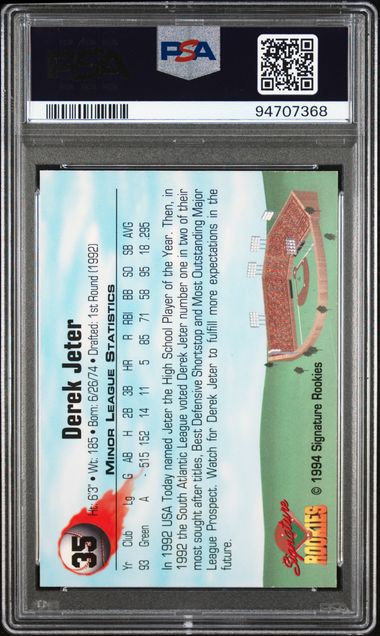 PSA
PSA
94707368
35
Derek Jeter
Ht: 6'3" • Wt: 185 • Born: 6/26/74 • Drafted: 1st Round (1992)
Minor League Statistics
Yr Club Lg G AB H 2B 3B HR R RBI BB SO SB AVG
93 Green A - 515 152 14 11 5 85 71 58 95 18 .295
In 1992 USA Today named Jeter the High School Player of the Year. Then, in
1992 the South Atlantic League voted Derek Jeter number one in two of their
most sought after titles, Best Defensive Shortstop and Most Outstanding Major
League Prospect. Watch for Derek Jeter to fulfill more expectations in the
future.
Signature
ROOKIES
© 1994 Signature Rookies